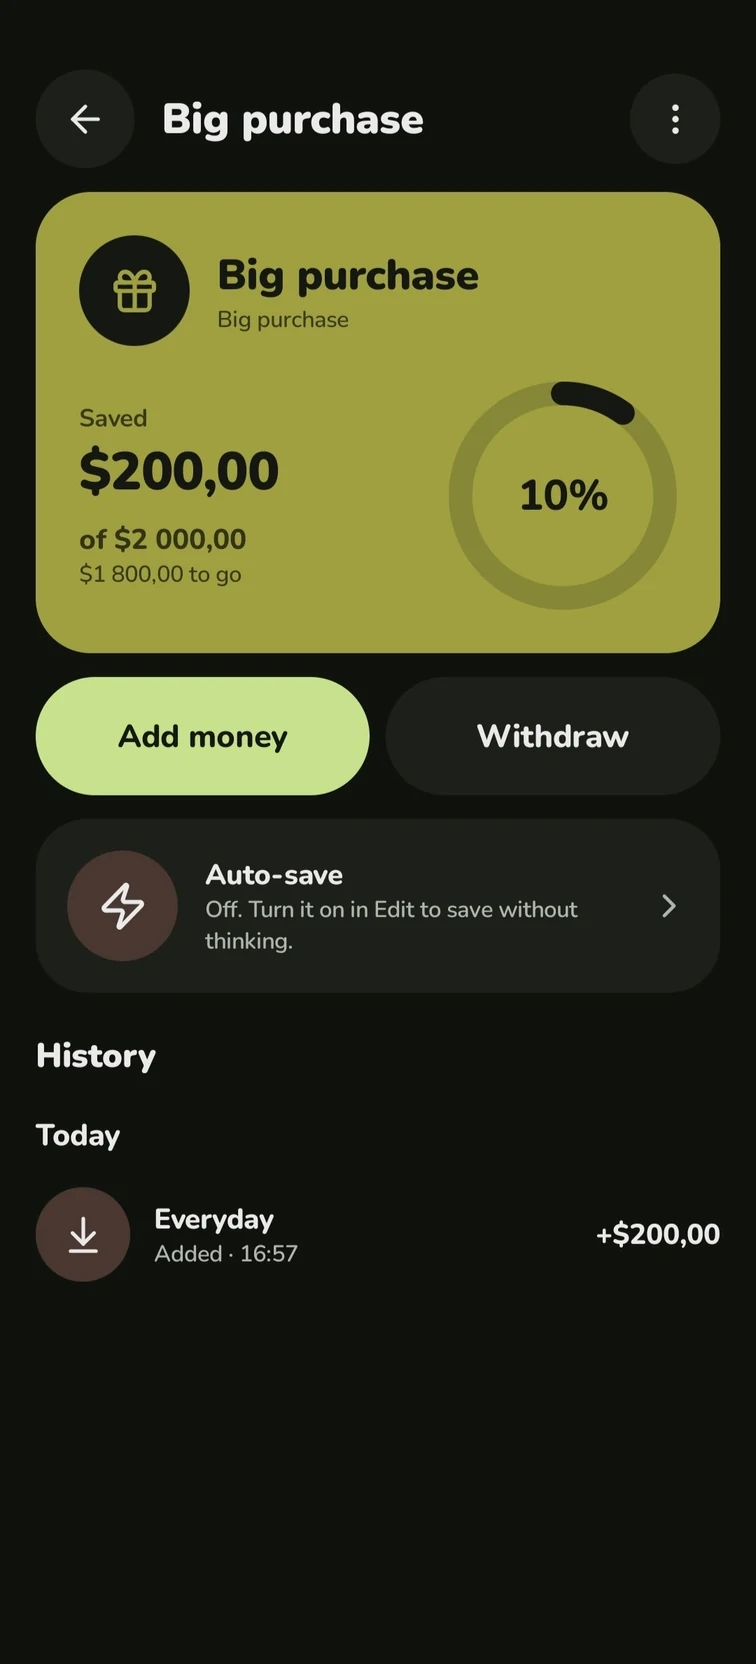 Big purchase
Big purchase
Big purchase
Saved
$200,00
of $2 000,00
$1 800,00 to go
10%
Add money
Withdraw
Auto-save
Off. Turn it on in Edit to save without
thinking.
History
Today
Everyday
Added · 16:57
+$200,00